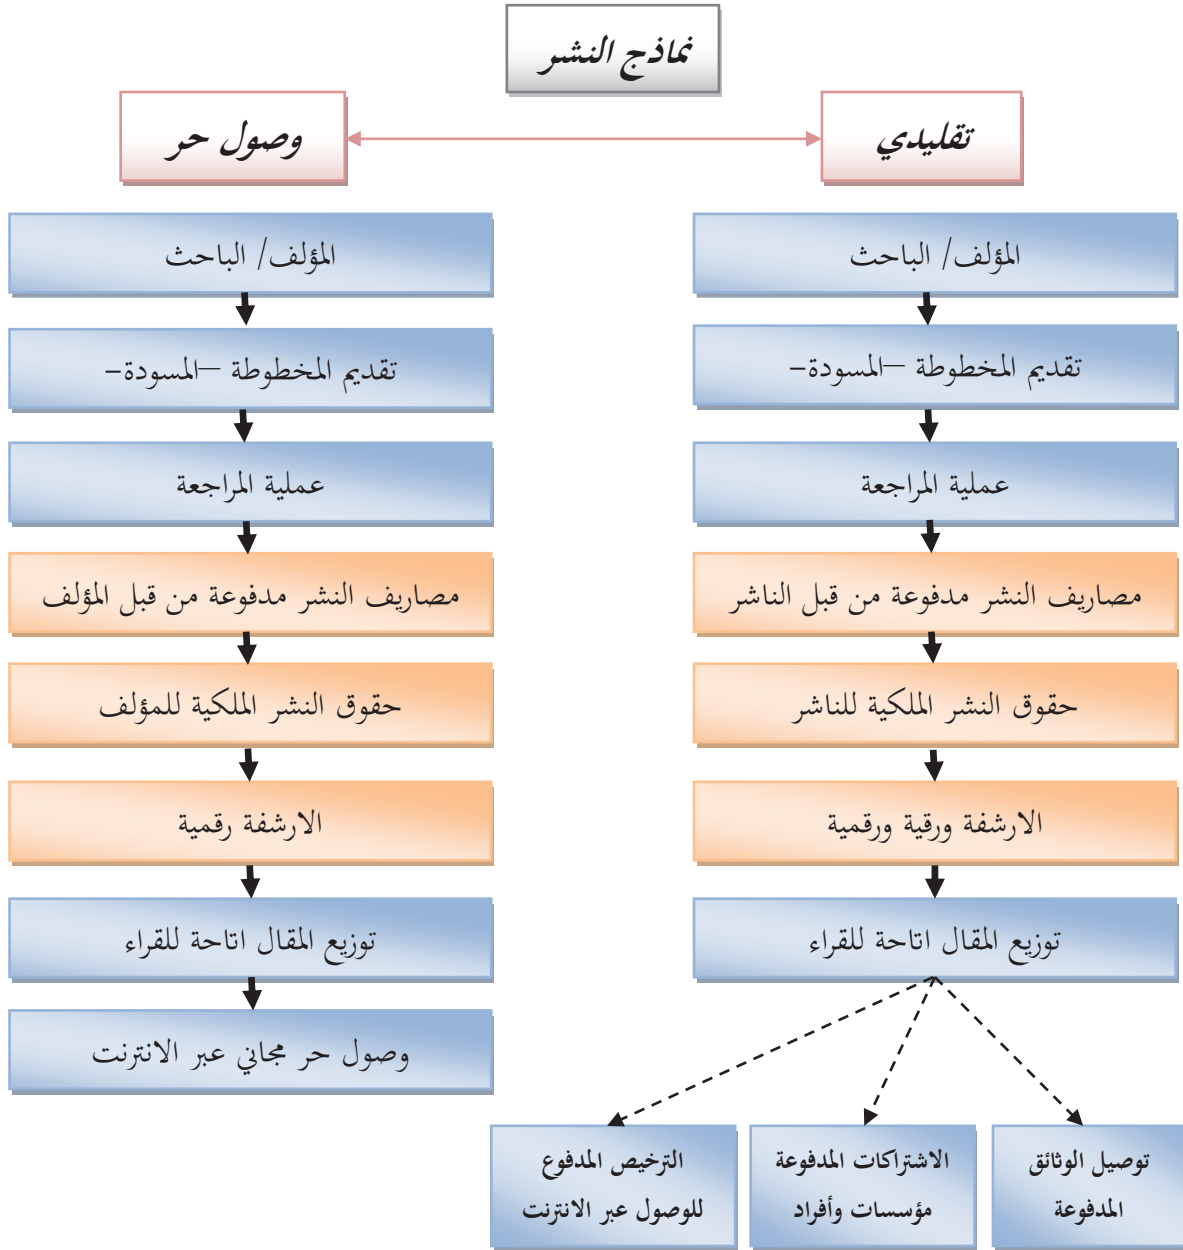 نماذج النشر
تقليدي
وصول حر
المؤلف/ الباحث
تقديم المخطوطة –المسودة-
عملية المراجعة
مصاريف النشر مدفوعة من قبل الناشر
حقوق النشر الملكية للناشر
الارشفة ورقية ورقمية
توزيع المقال اتاحة للقراء
توصيل الوثائق
المدفوعة
الاشتراكات المدفوعة
مؤسسات وأفراد
الترخيص المدفوع
للوصول عبر الانترنت
المؤلف/ الباحث
تقديم المخطوطة –المسودة-
عملية المراجعة
مصاريف النشر مدفوعة من قبل المؤلف
حقوق النشر الملكية للمؤلف
الارشفة رقمية
توزيع المقال اتاحة للقراء
وصول حر مجاني عبر الانترنت